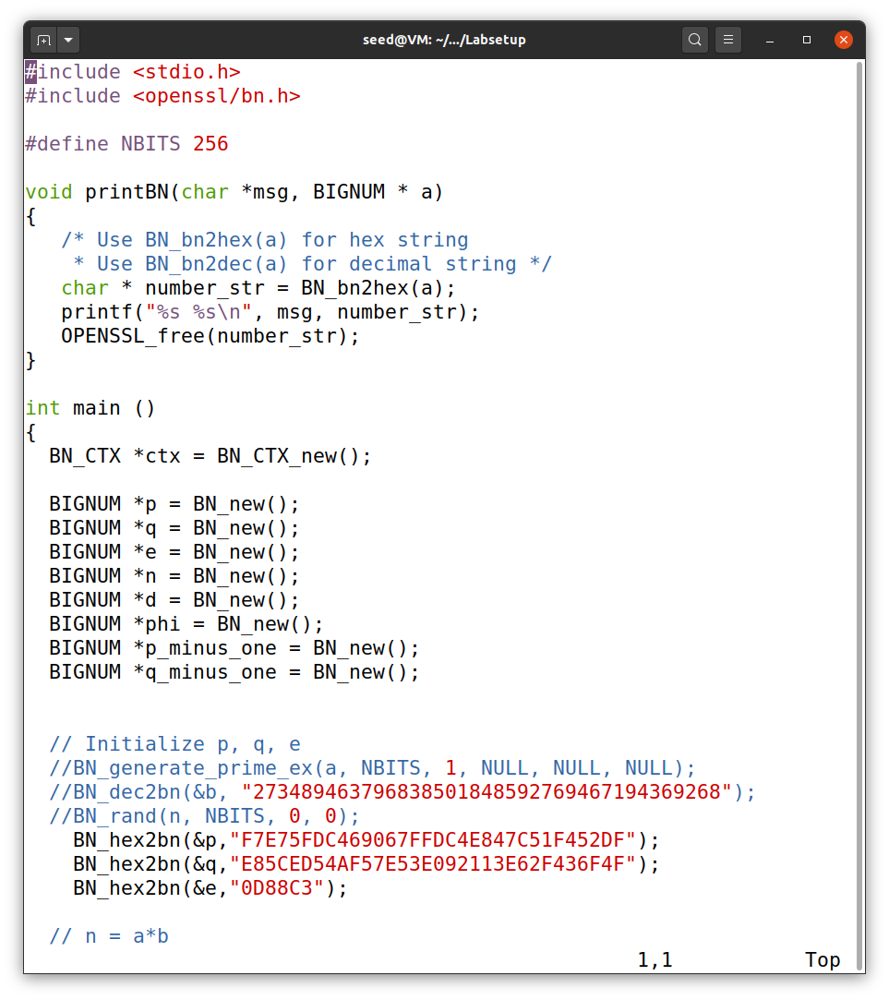 seed@VM: ~/.../Labsetup
#include <stdio.h>
#include <openssl/bn.h>

#define NBITS 256

void printBN(char *msg, BIGNUM * a)
{
   /* Use BN_bn2hex(a) for hex string
    * Use BN_bn2dec(a) for decimal string */
   char * number_str = BN_bn2hex(a);
   printf("%s %s\n", msg, number_str);
   OPENSSL_free(number_str);
}

int main ()
{
  BN_CTX *ctx = BN_CTX_new();

  BIGNUM *p = BN_new();
  BIGNUM *q = BN_new();
  BIGNUM *e = BN_new();
  BIGNUM *n = BN_new();
  BIGNUM *d = BN_new();
  BIGNUM *phi = BN_new();
  BIGNUM *p_minus_one = BN_new();
  BIGNUM *q_minus_one = BN_new();

  // Initialize p, q, e
  //BN_generate_prime_ex(a, NBITS, 1, NULL, NULL, NULL);
  //BN_dec2bn(&b, "273489463796838501848592769467194369268");
  //BN_rand(n, NBITS, 0, 0);
    BN_hex2bn(&p,"F7E75FDC469067FFDC4E847C51F452DF");
    BN_hex2bn(&q,"E85CED54AF57E53E092113E62F436F4F");
    BN_hex2bn(&e,"0D88C3");

  // n = a*b
1,1 Top